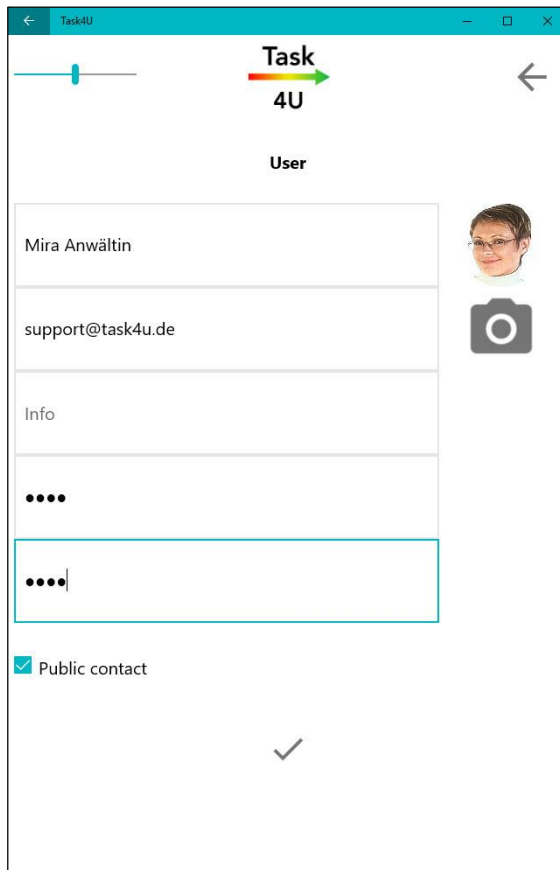 Task4U
Task
4U
User
Mira Anwältin
support@task4u.de
Info
••••
••••
Public contact